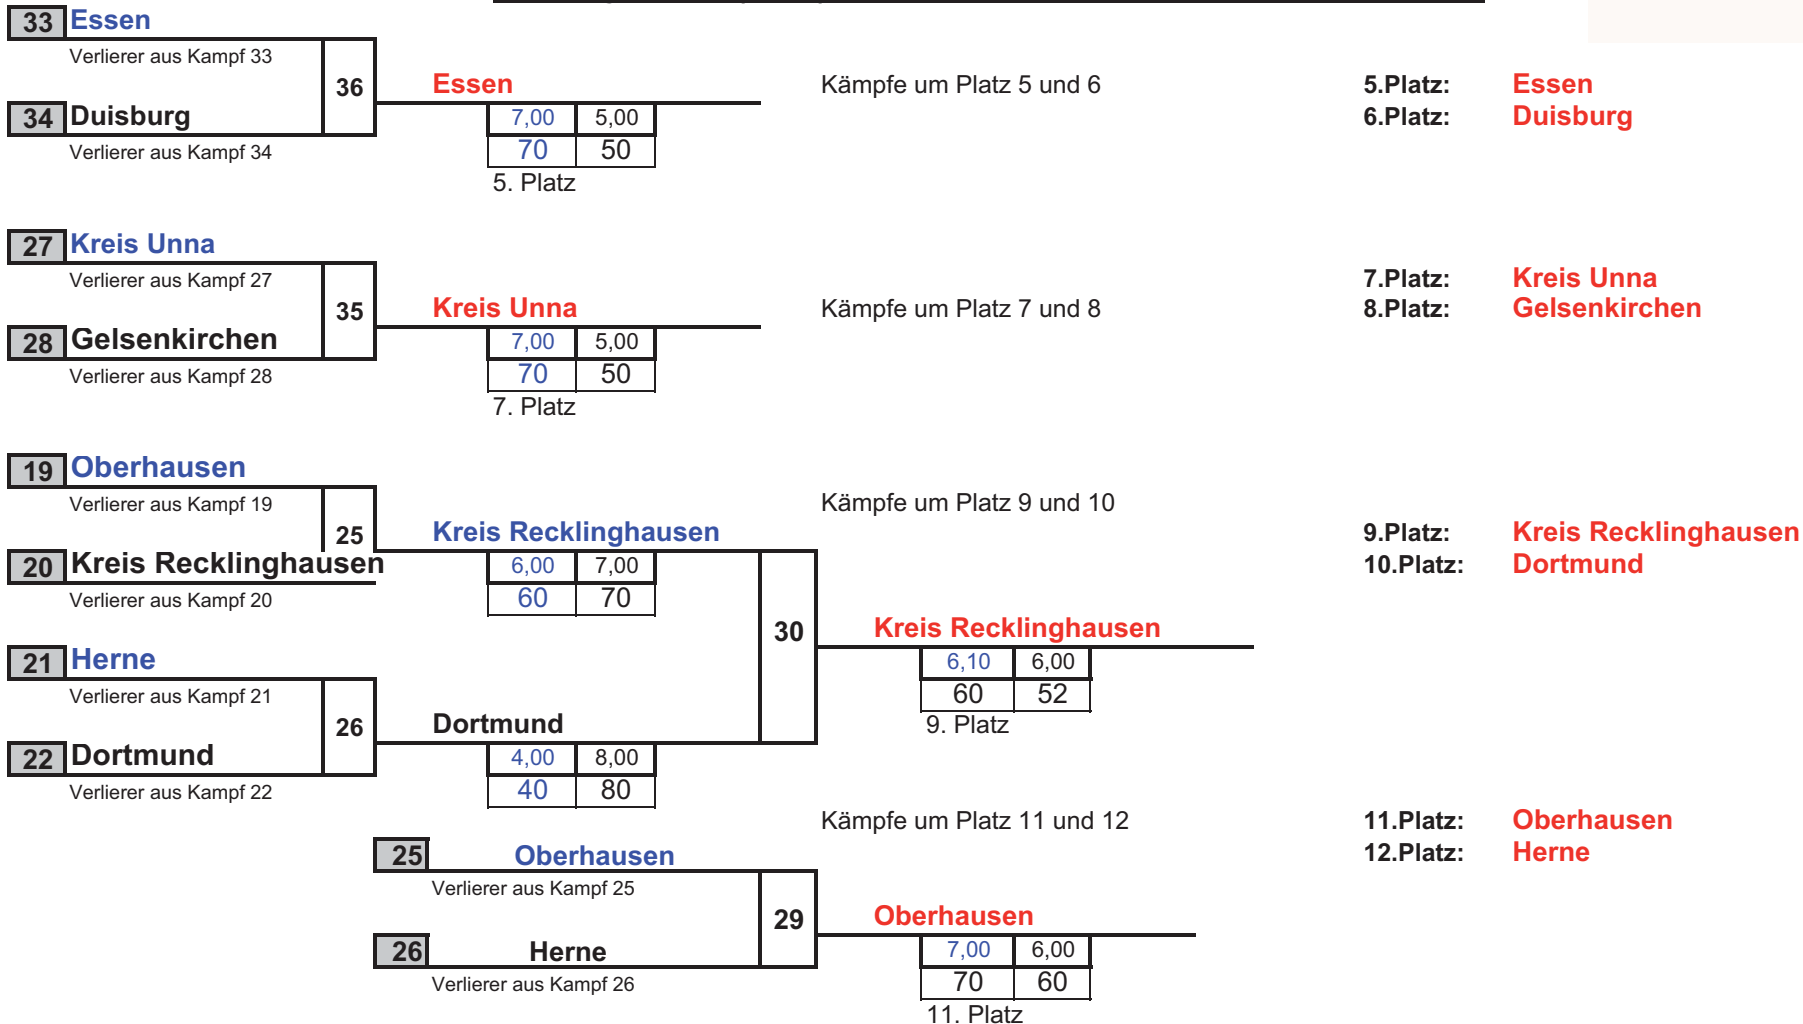 33 Essen
Verlierer aus Kampf 33
36 Essen Kämpfe um Platz 5 und 6 5.Platz: Essen
34 Duisburg 7,00 5,00 6.Platz: Duisburg
Verlierer aus Kampf 34 70 50
5. Platz
27 Kreis Unna
Verlierer aus Kampf 27 7.Platz: Kreis Unna
35 Kreis Unna Kämpfe um Platz 7 und 8 8.Platz: Gelsenkirchen
28 Gelsenkirchen 7,00 5,00
Verlierer aus Kampf 28 70 50
7. Platz
19 Oberhausen
Verlierer aus Kampf 19 Kämpfe um Platz 9 und 10
25 Kreis Recklinghausen 9.Platz: Kreis Recklinghausen
20 Kreis Recklinghausen 6,00 7,00 10.Platz: Dortmund
Verlierer aus Kampf 20 60 70
30 Kreis Recklinghausen
21 Herne 6,10 6,00
Verlierer aus Kampf 21 60 52
26 Dortmund 9. Platz
22 Dortmund 4,00 8,00
Verlierer aus Kampf 22 40 80
Kämpfe um Platz 11 und 12 11.Platz: Oberhausen
25 Oberhausen 12.Platz: Herne
Verlierer aus Kampf 25
29 Oberhausen
26 Herne 7,00 6,00
Verlierer aus Kampf 26 70 60
11. Platz